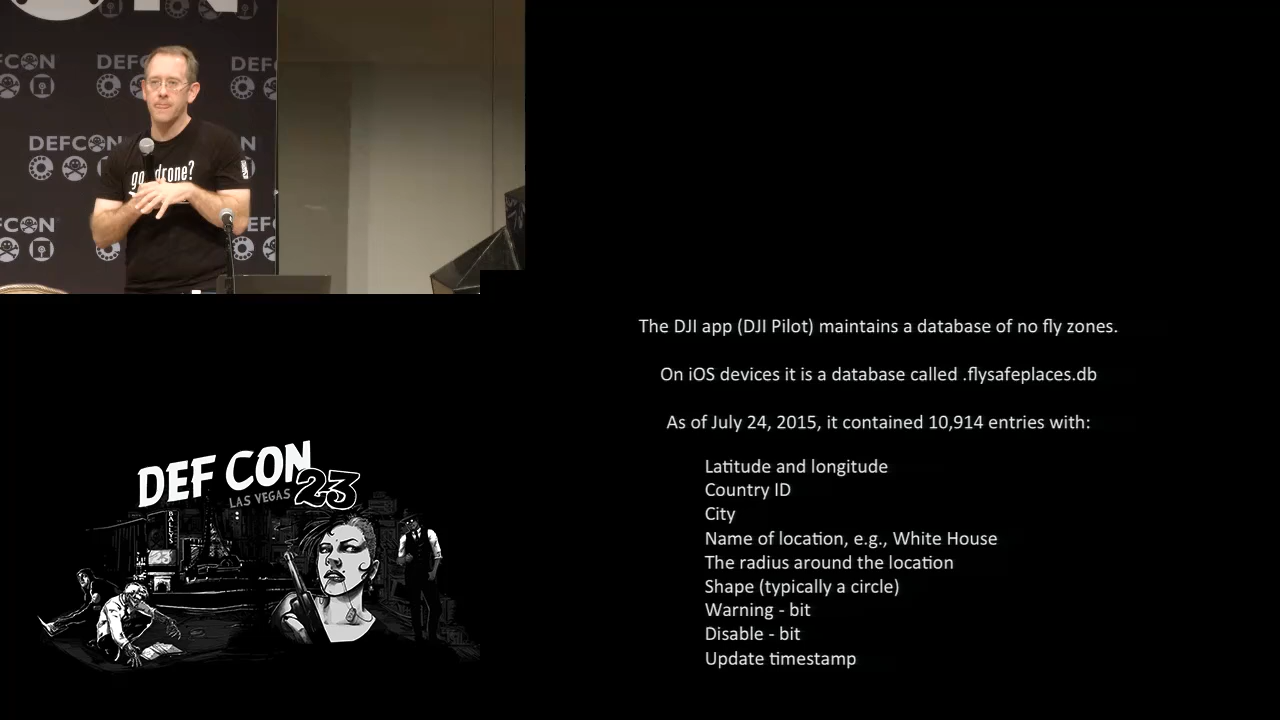 DEFCON
DEFCON
got drone?
DEFCON
DEFCON
The DJI app (DJI Pilot) maintains a database of no fly zones.
On iOS devices it is a database called .flysafeplaces.db
As of July 24, 2015, it contained 10,914 entries with:
Latitude and longitude
Country ID
City
Name of location, e.g., White House
The radius around the location
Shape (typically a circle)
Warning - bit
Disable - bit
Update timestamp
DEF CON
LAS VEGAS 23
BALLYS
23